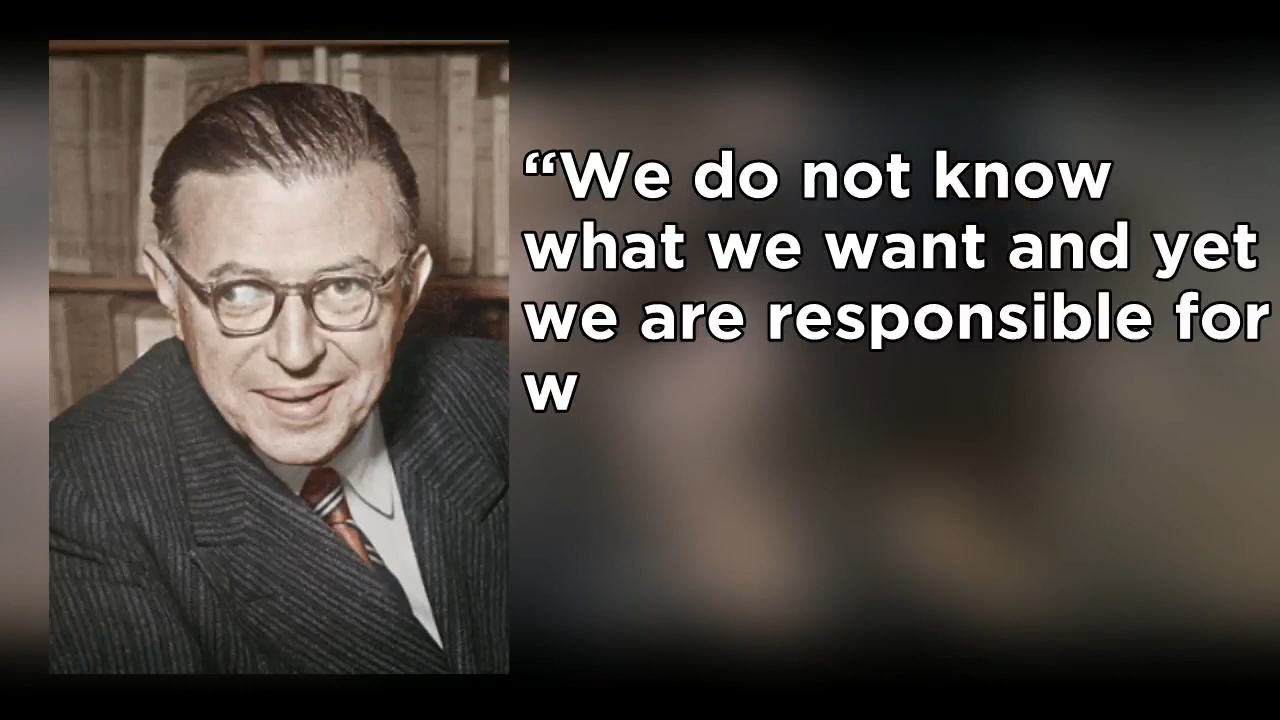 “We do not know
what we want and yet
we are responsible for
w